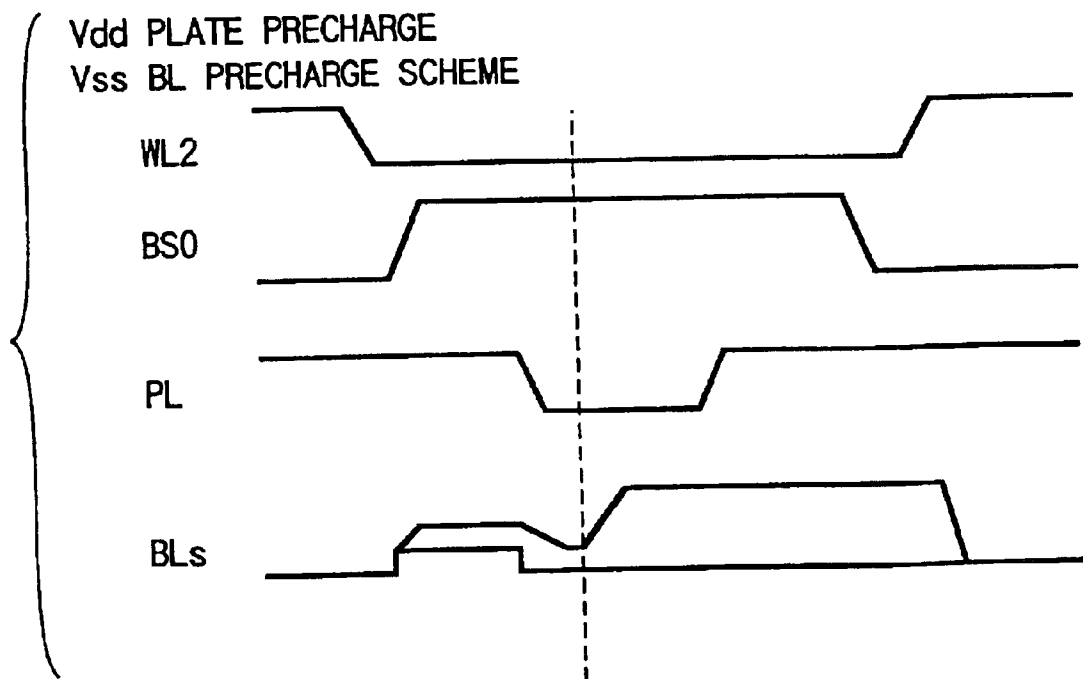 Vdd PLATE PRECHARGE
Vss BL PRECHARGE SCHEME
WL2
BS0
PL
BLs